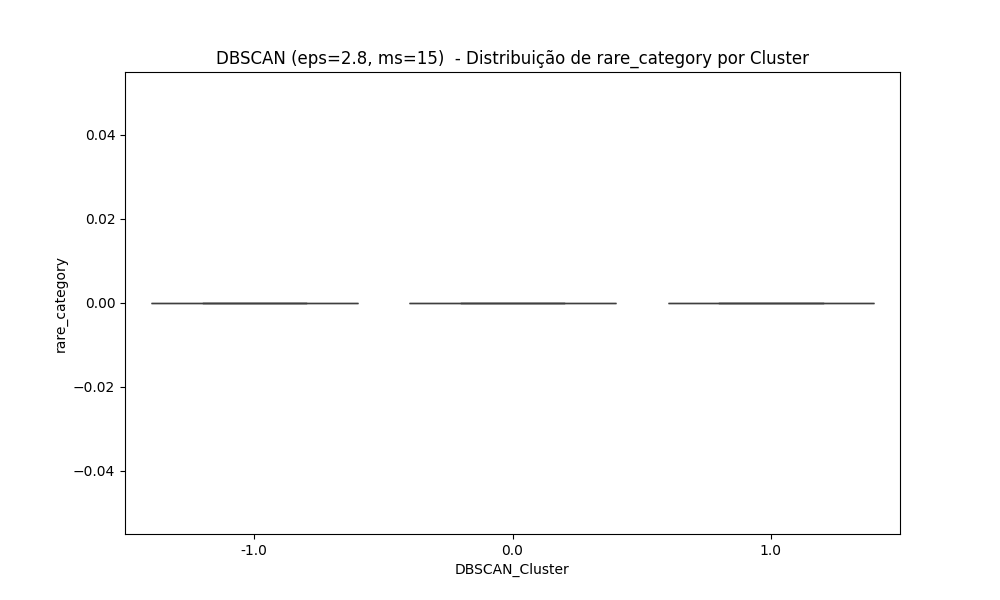 DBSCAN (eps=2.8, ms=15)  - Distribuição de rare_category por Cluster
0.04
0.02
0.00
−0.02
−0.04
rare_category
-1.0 0.0 1.0
DBSCAN_Cluster